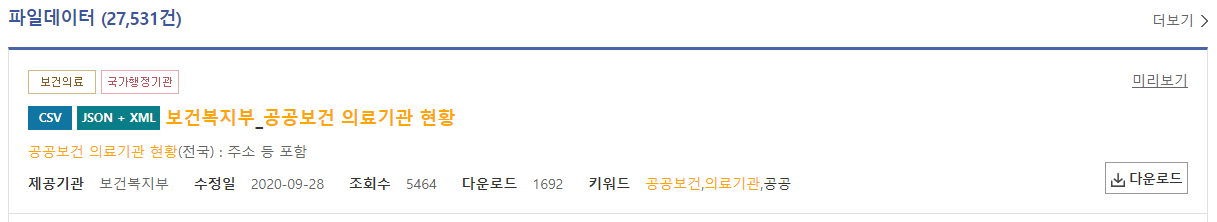 파일데이터 (27,531건)
더보기
보건의료 국가행정기관
미리보기
CSV JSON + XML 보건복지부_공공보건 의료기관 현황
공공보건 의료기관 현황(전국) : 주소 등 포함
제공기관 보건복지부 수정일 2020-09-28 조회수 5464 다운로드 1692 키워드 공공보건,의료기관,공공
다운로드